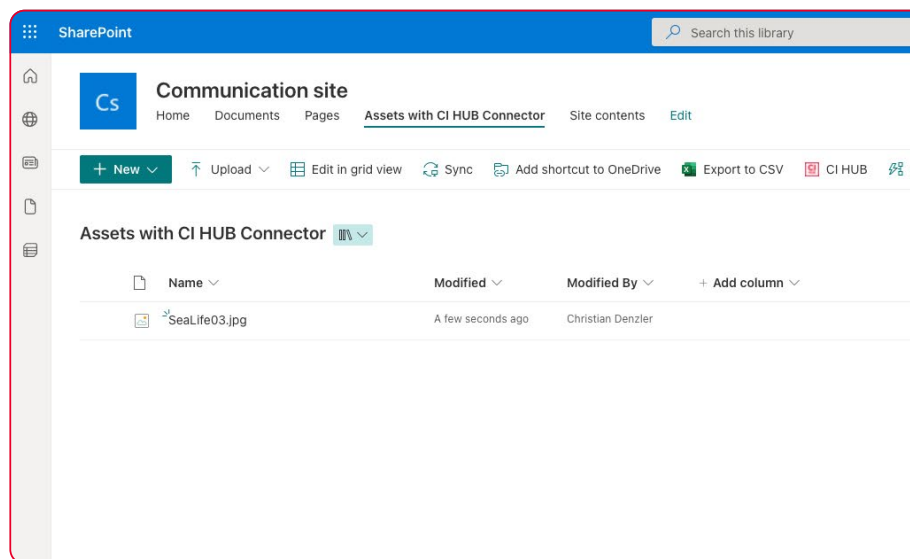 SharePoint Search this library
Cs
Communication site
Home Documents Pages Assets with CI HUB Connector Site contents Edit
+ New Upload Edit in grid view Sync Add shortcut to OneDrive Export to CSV CI HUB
Assets with CI HUB Connector
Name Modified Modified By + Add column
SeaLife03.jpg A few seconds ago Christian Denzler